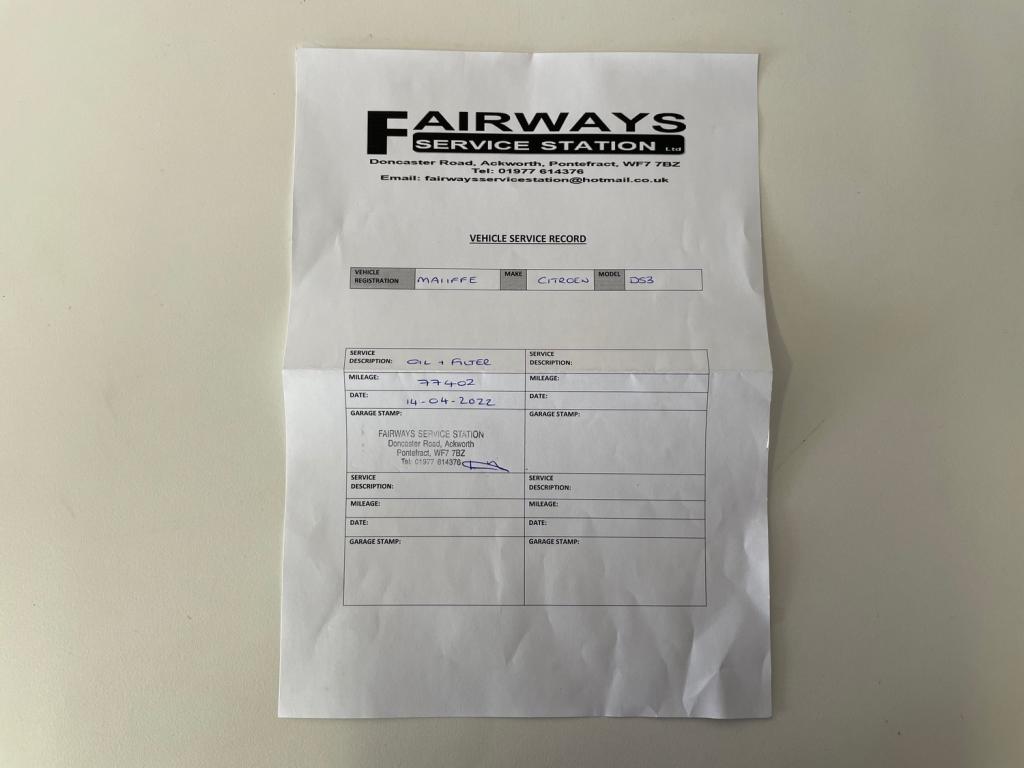 FAIRWAYS
SERVICE STATION Ltd
Doncaster Road, Ackworth, Pontefract, WF7 7BZ
Tel: 01977 614376
Email: fairwaysservicestation@hotmail.co.uk
VEHICLE SERVICE RECORD
VEHICLE REGISTRATION MA11FFE MAKE CITROEN MODEL DS3
SERVICE DESCRIPTION: OIL + FILTER
MILEAGE: 77402
DATE: 14-04-2022
GARAGE STAMP:
FAIRWAYS SERVICE STATION
Doncaster Road, Ackworth
Pontefract, WF7 7BZ
Tel: 01977 614376
SERVICE DESCRIPTION:
MILEAGE:
DATE:
GARAGE STAMP:
SERVICE DESCRIPTION:
MILEAGE:
DATE:
GARAGE STAMP:
SERVICE DESCRIPTION:
MILEAGE:
DATE:
GARAGE STAMP: